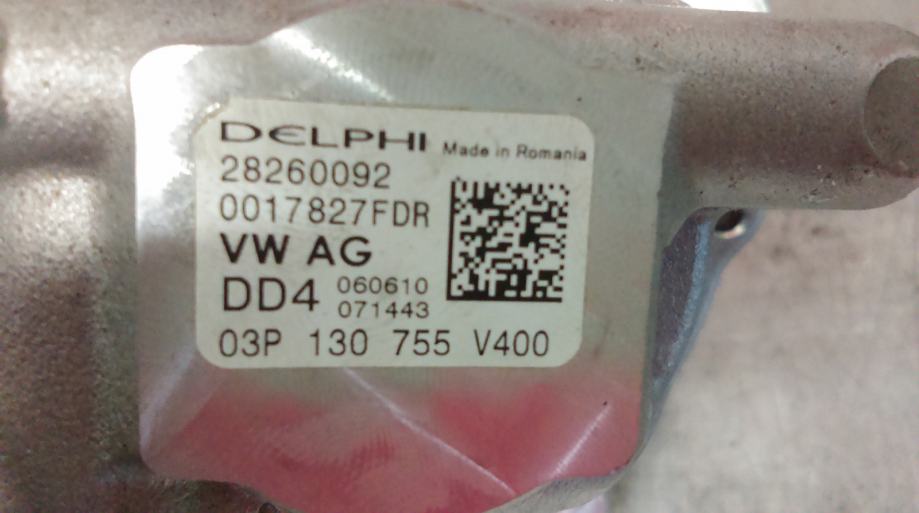 DELPHI Made in Romania
28260092
0017827FDR
VW AG
DD4 060610
071443
03P 130 755 V400